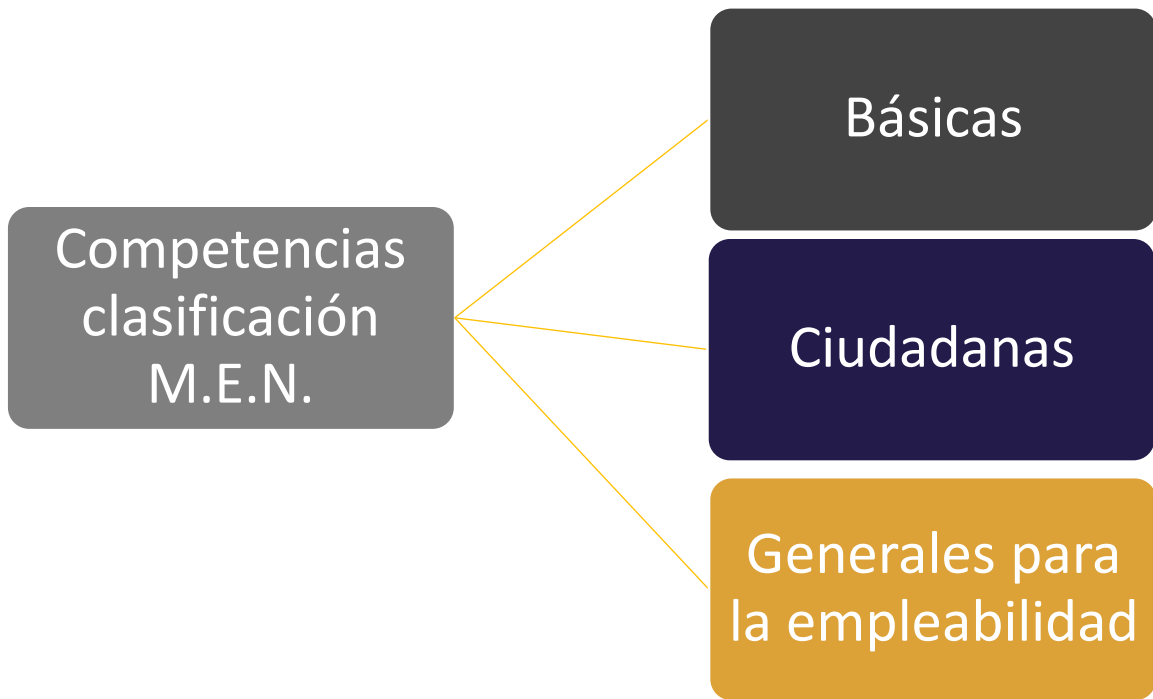 Competencias
clasificación
M.E.N.
Básicas
Ciudadanas
Generales para
la empleabilidad